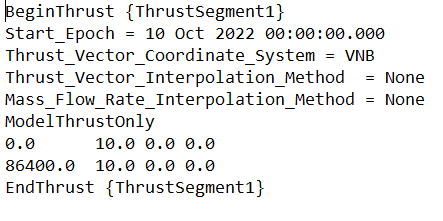 BeginThrust {ThrustSegment1}
Start_Epoch = 10 Oct 2022 00:00:00.000
Thrust_Vector_Coordinate_System = VNB
Thrust_Vector_Interpolation_Method  = None
Mass_Flow_Rate_Interpolation_Method = None
ModelThrustOnly
0.0      10.0 0.0 0.0
86400.0  10.0 0.0 0.0
EndThrust {ThrustSegment1}